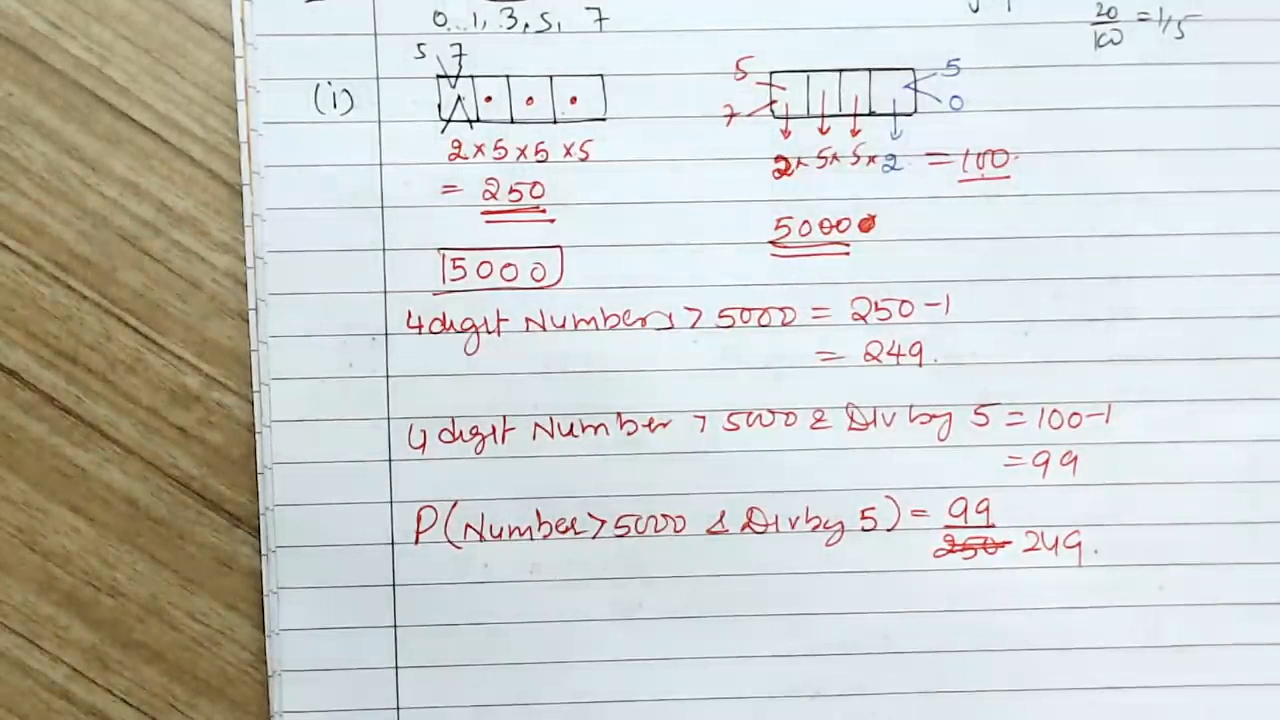 0, 1, 3, 5, 7
20/100 = 1/5
5 7
(i)
2 × 5 × 5 × 5
= 250
5000
5
7
5
0
2 × 5 × 5 × 2 = 100
5000
4 digit Numbers > 5000 = 250 - 1
= 249.
4 digit Number > 5000 & Div by 5 = 100 - 1
= 99
P(Number > 5000 & Div by 5) = 99
250 249.